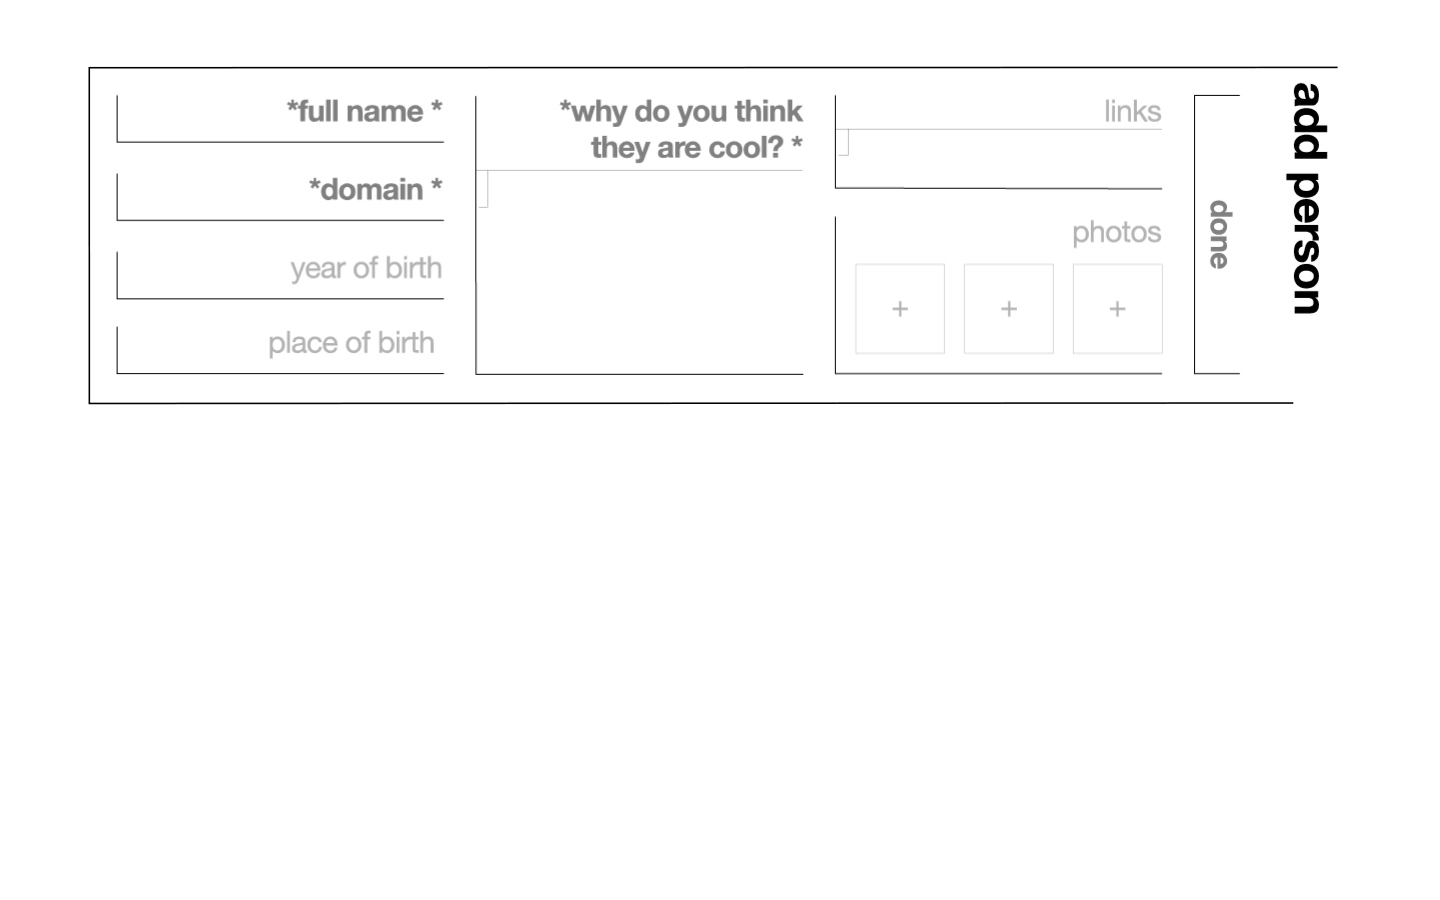 *full name *
*domain *
year of birth
place of birth
*why do you think
they are cool? *
links
photos
+ + +
done
add person